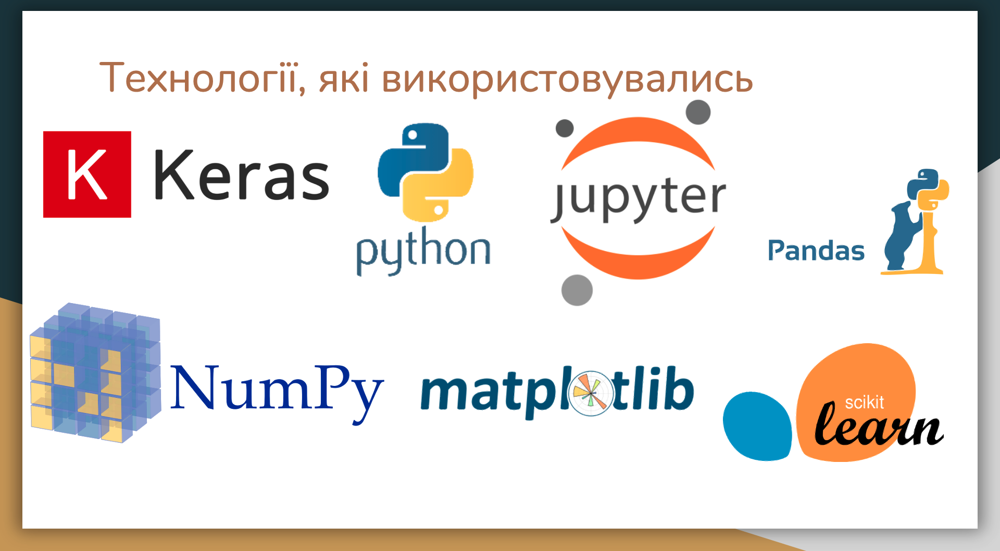 Технології, які використовувались
K Keras
python
jupyter
Pandas
NumPy
matplotlib
scikit
learn